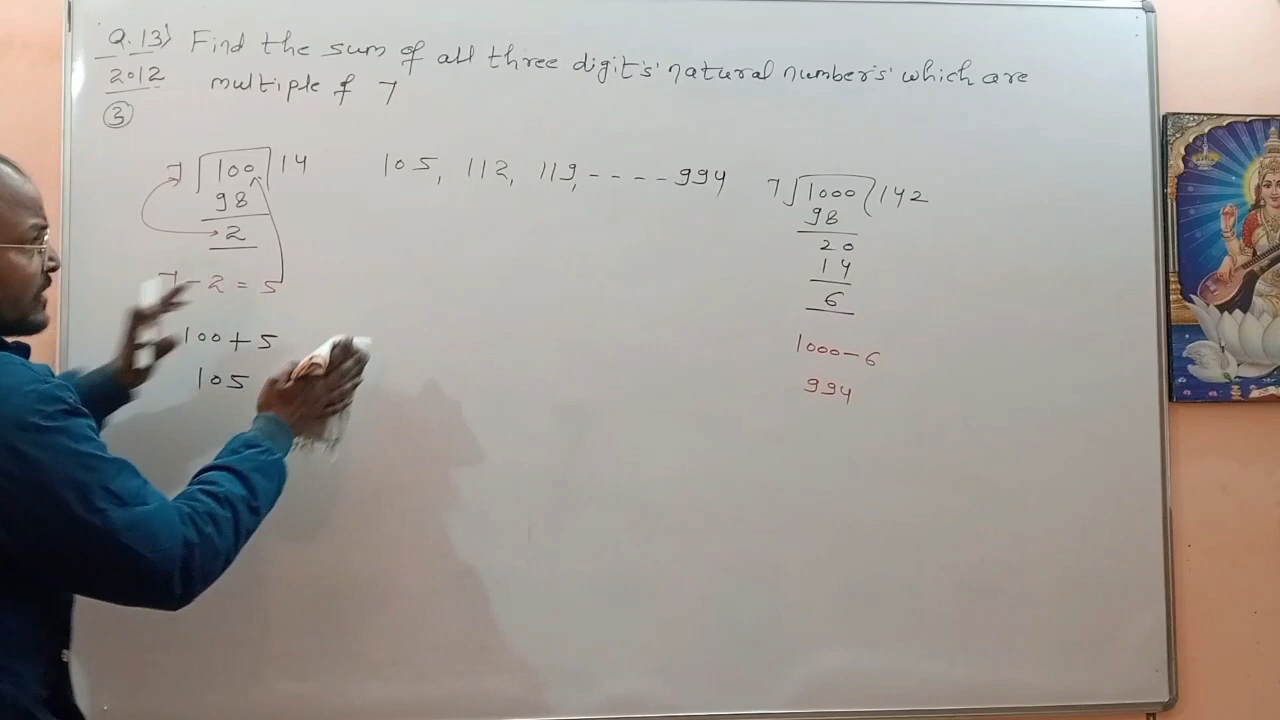 Q.13) Find the sum of all three digit's natural number's which are
2012 multiple of 7
3
7 100 14
98
2
7 - 2 = 5
100 + 5
105
105, 112, 119, - - - - 994
7 1000 142
98
20
14
6
1000 - 6
994